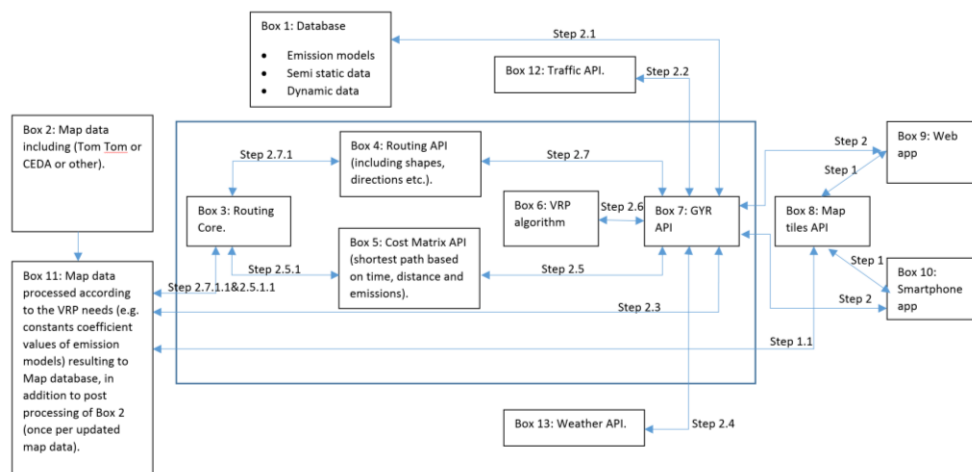 Box 1: Database
• Emission models
• Semi static data
• Dynamic data
Step 2.1
Box 12: Traffic API.
Step 2.2
Box 2: Map data
including (Tom Tom or
CEDA or other).
Step 2.7.1
Box 4: Routing API
(including shapes,
directions etc.).
Step 2.7
Step 2
Box 9: Web
app
Step 1
Box 3: Routing
Core.
Box 6: VRP
algorithm
Step 2.6
Box 7: GYR
API
Box 8: Map
tiles API
Box 5: Cost Matrix API
(shortest path based
on time, distance and
emissions).
Step 2.5.1
Step 2.5
Step 1
Box 10:
Smartphone
app
Step 2
Box 11: Map data
processed according
to the VRP needs (e.g.
constants coefficient
values of emission
models) resulting to
Map database, in
addition to post
processing of Box 2
(once per updated
map data).
Step 2.7.1.1&2.5.1.1
Step 2.3
Step 1.1
Box 13: Weather API.
Step 2.4